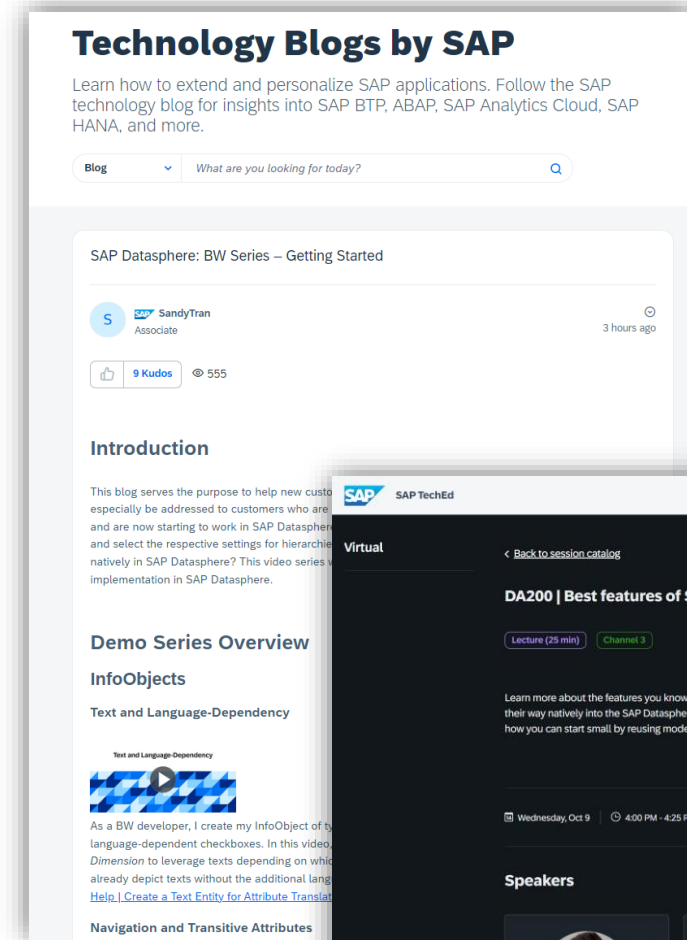 Technology Blogs by SAP
Learn how to extend and personalize SAP applications. Follow the SAP
technology blog for insights into SAP BTP, ABAP, SAP Analytics Cloud, SAP
HANA, and more.
Blog
What are you looking for today?
SAP Datasphere: BW Series – Getting Started
S
SAP SandyTran
Associate
3 hours ago
9 Kudos
555
Introduction
This blog serves the purpose to help new custo
especially be addressed to customers who are
and are now starting to work in SAP Datasphere
and select the respective settings for hierarchie
natively in SAP Datasphere? This video series
implementation in SAP Datasphere.
Demo Series Overview
InfoObjects
Text and Language-Dependency
Text and Language-Dependency
As a BW developer, I create my InfoObject of ty
language-dependent checkboxes. In this video,
Dimension to leverage texts depending on whic
already depict texts without the additional lang
Help | Create a Text Entity for Attribute Translat
Navigation and Transitive Attributes
SAP
SAP TechEd
Virtual
< Back to session catalog
DA200 | Best features of
Lecture (25 min)
Channel 3
Learn more about the features you know
their way natively into the SAP Datasphe
how you can start small by reusing mode
Wednesday, Oct 9
4:00 PM - 4:25 P
Speakers